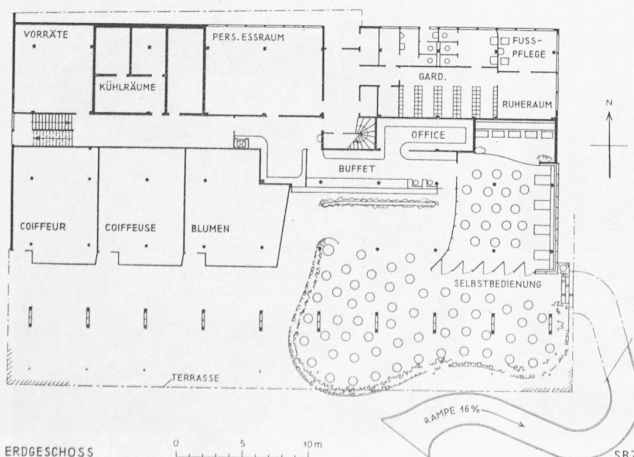 VORRÄTE
PERS. ESSRAUM
FUSS-
PFLEGE
GARD.
KÜHLRÄUME
RUHERAUM
N
OFFICE
BUFFET
COIFFEUR
COIFFEUSE
BLUMEN
SELBSTBEDIENUNG
TERRASSE
RAMPE 16%
ERDGESCHOSS
0 5 10 m
SBZ